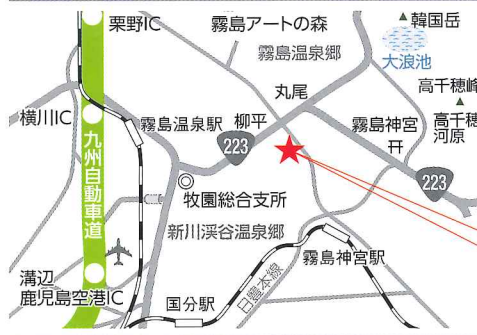 栗野IC
霧島アートの森
韓国岳
霧島温泉郷
大浪池
丸尾
高千穂峰
横川IC
霧島温泉駅
柳平
霧島神宮
高千穂
河原
223
九州自動車道
223
牧園総合支所
新川渓谷温泉郷
霧島神宮駅
溝辺
鹿児島空港IC
国分駅
日豊本線